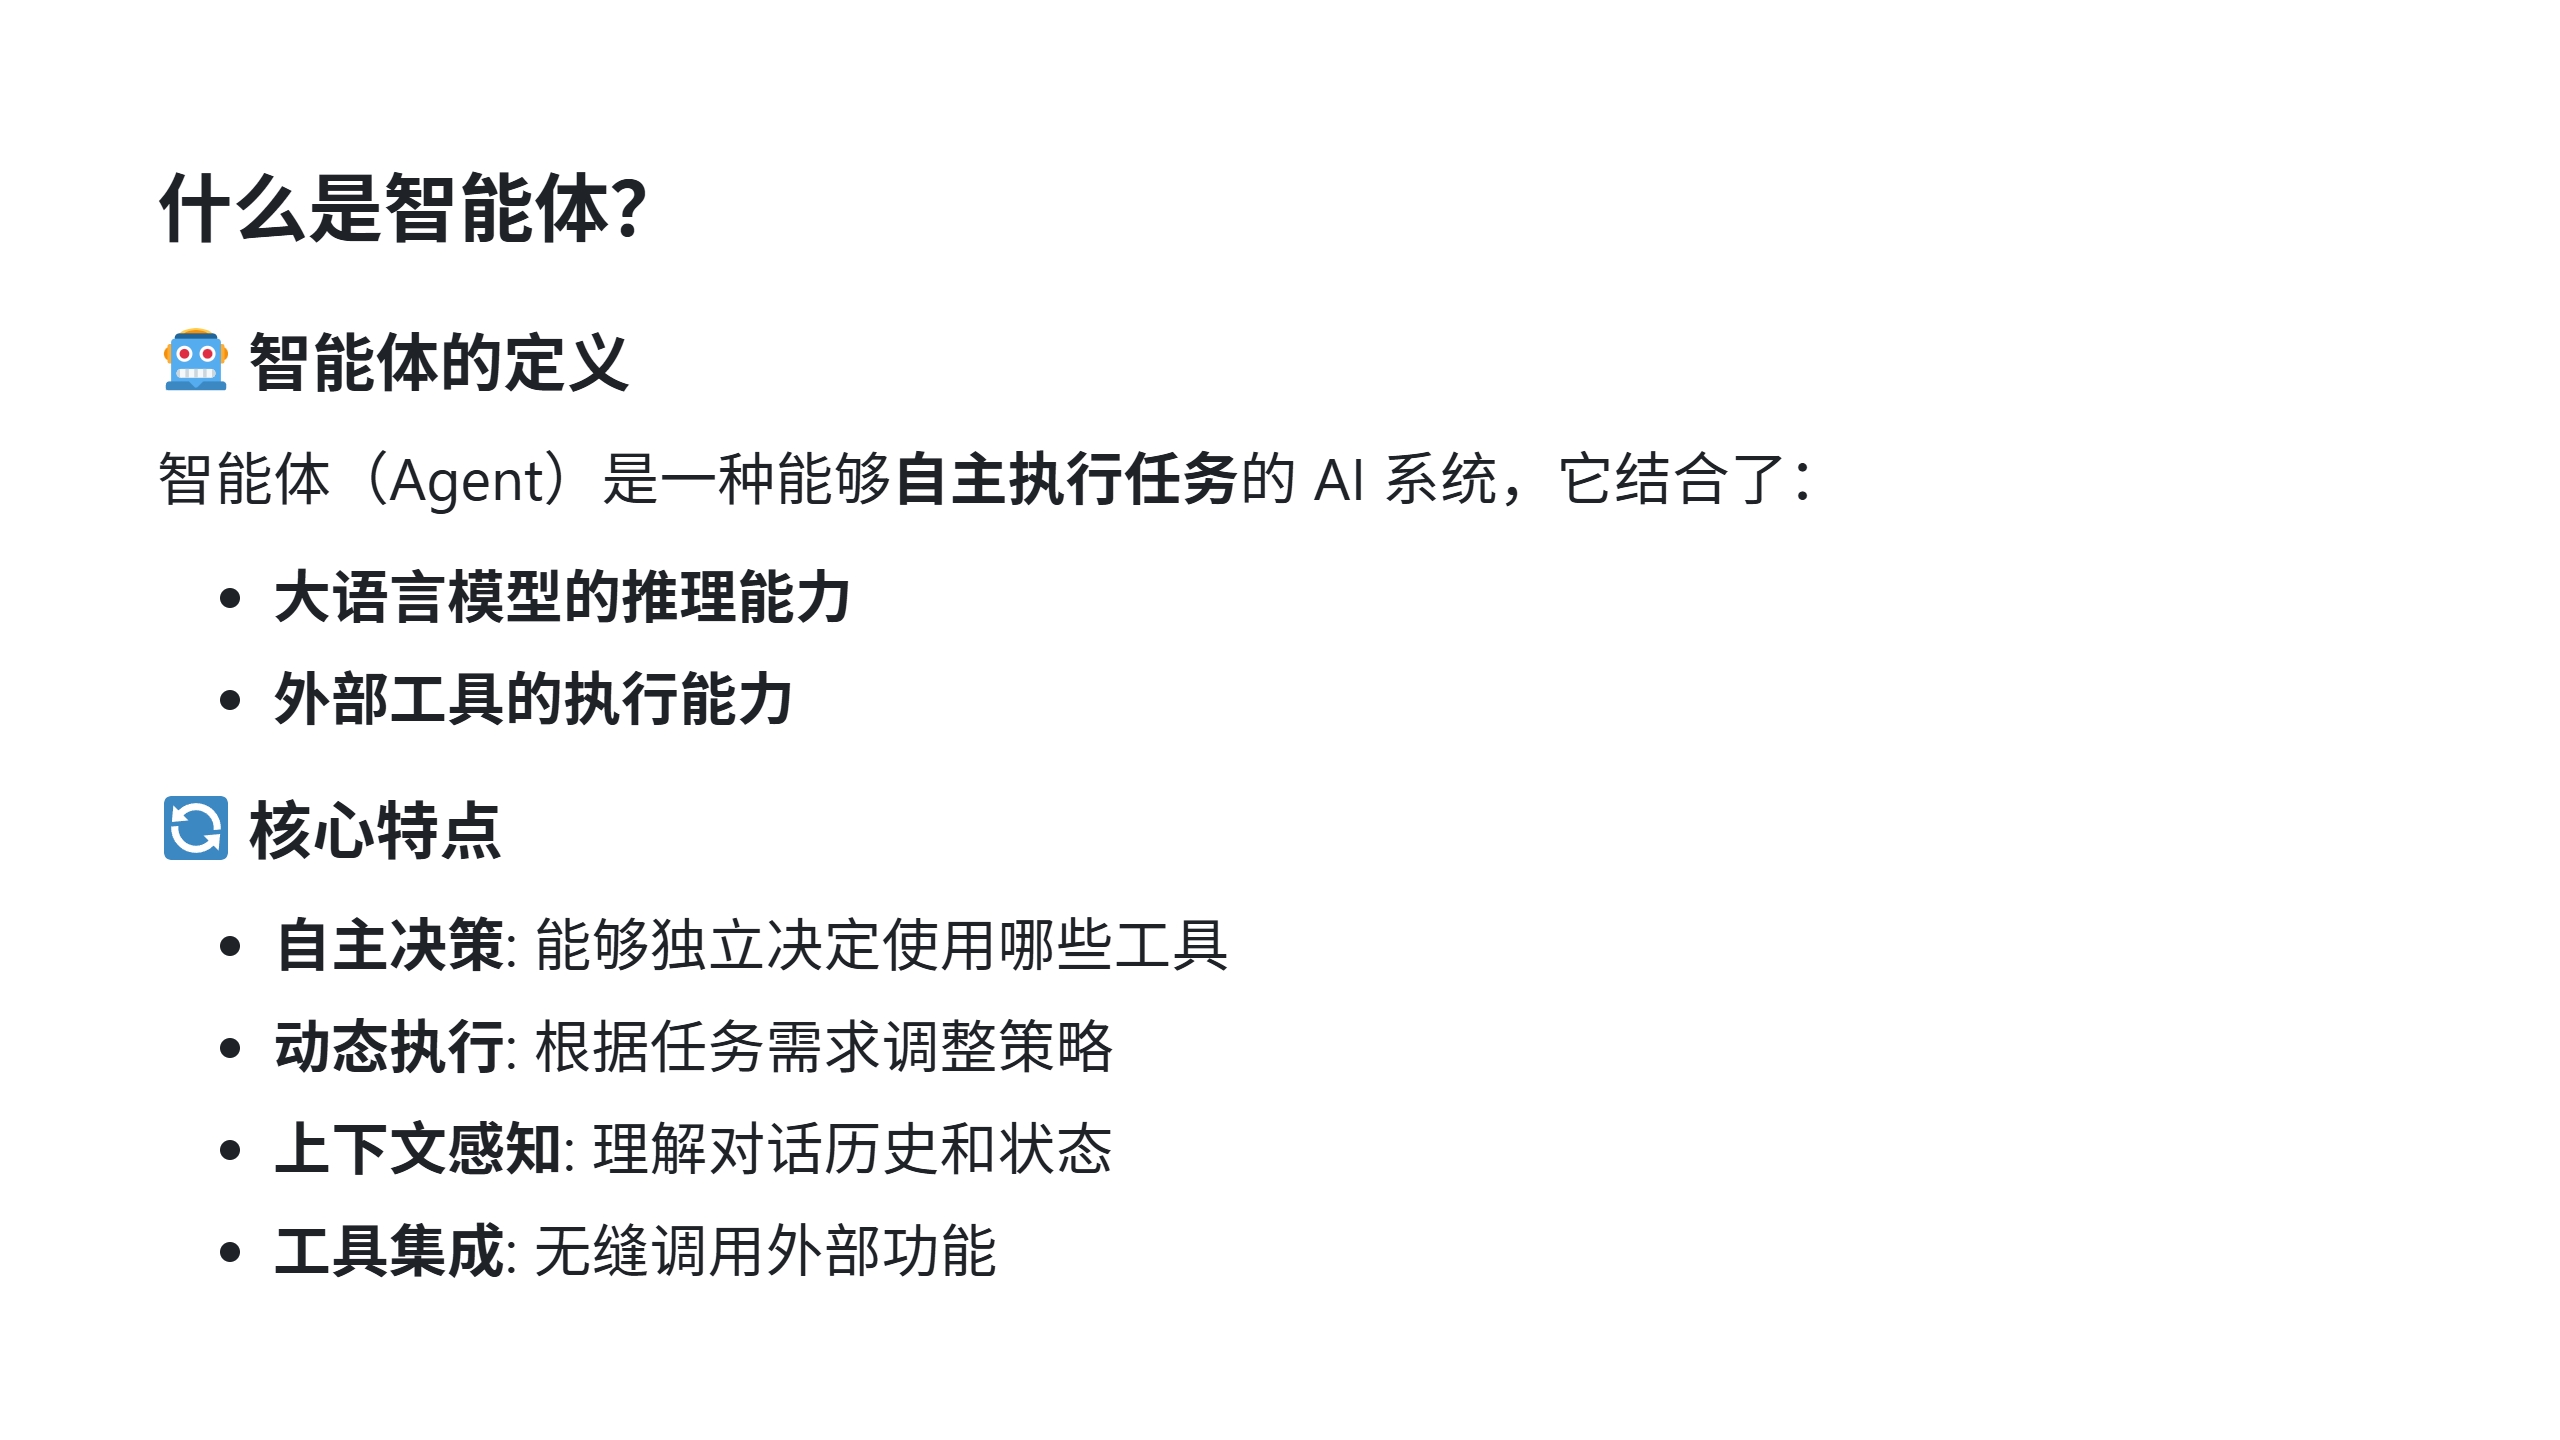 什么是智能体？
🤖 智能体的定义
智能体（Agent）是一种能够自主执行任务的 AI 系统，它结合了：
• 大语言模型的推理能力
• 外部工具的执行能力
🔄 核心特点
• 自主决策: 能够独立决定使用哪些工具
• 动态执行: 根据任务需求调整策略
• 上下文感知: 理解对话历史和状态
• 工具集成: 无缝调用外部功能